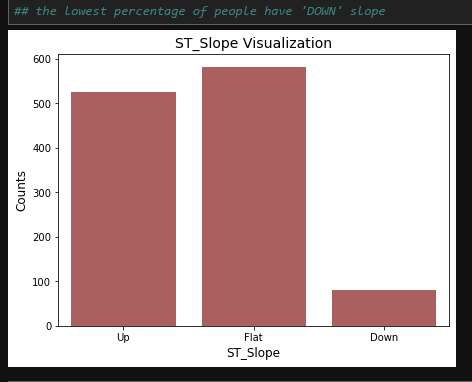 ## the lowest percentage of people have 'DOWN' slope
ST_Slope Visualization
600
500
400
300
200
100
0
Counts
Up Flat Down
ST_Slope